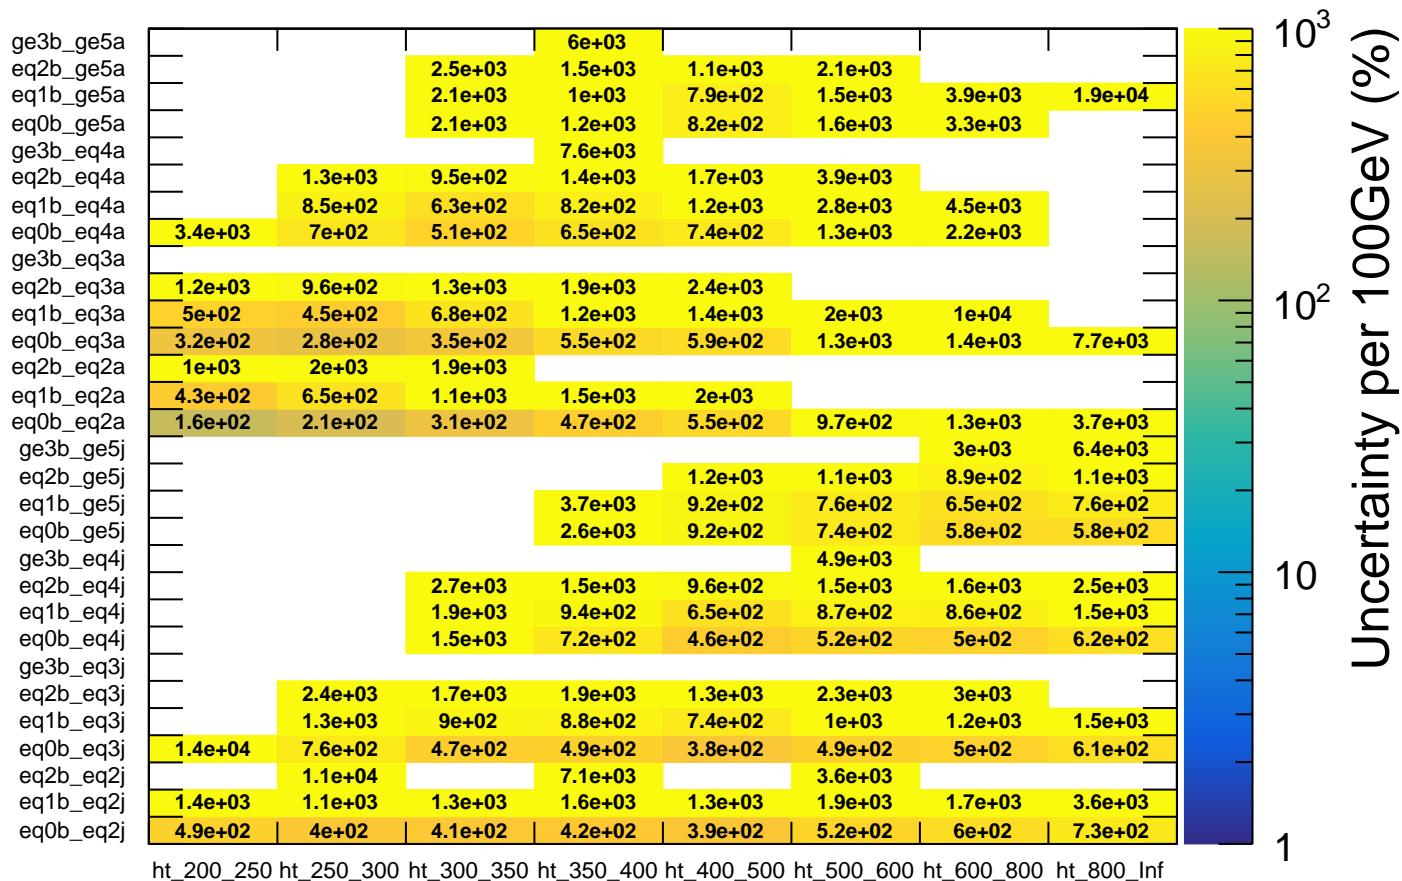 ge3b_ge5a 6e+03
eq2b_ge5a 2.5e+03 1.5e+03 1.1e+03 2.1e+03
eq1b_ge5a 2.1e+03 1e+03 7.9e+02 1.5e+03 3.9e+03 1.9e+04
eq0b_ge5a 2.1e+03 1.2e+03 8.2e+02 1.6e+03 3.3e+03
ge3b_eq4a 7.6e+03
eq2b_eq4a 1.3e+03 9.5e+02 1.4e+03 1.7e+03 3.9e+03
eq1b_eq4a 8.5e+02 6.3e+02 8.2e+02 1.2e+03 2.8e+03 4.5e+03
eq0b_eq4a 3.4e+03 7e+02 5.1e+02 6.5e+02 7.4e+02 1.3e+03 2.2e+03
ge3b_eq3a
eq2b_eq3a 1.2e+03 9.6e+02 1.3e+03 1.9e+03 2.4e+03
eq1b_eq3a 5e+02 4.5e+02 6.8e+02 1.2e+03 1.4e+03 2e+03 1e+04
eq0b_eq3a 3.2e+02 2.8e+02 3.5e+02 5.5e+02 5.9e+02 1.3e+03 1.4e+03 7.7e+03
eq2b_eq2a 1e+03 2e+03 1.9e+03
eq1b_eq2a 4.3e+02 6.5e+02 1.1e+03 1.5e+03 2e+03
eq0b_eq2a 1.6e+02 2.1e+02 3.1e+02 4.7e+02 5.5e+02 9.7e+02 1.3e+03 3.7e+03
ge3b_ge5j 3e+03 6.4e+03
eq2b_ge5j 1.2e+03 1.1e+03 8.9e+02 1.1e+03
eq1b_ge5j 3.7e+03 9.2e+02 7.6e+02 6.5e+02 7.6e+02
eq0b_ge5j 2.6e+03 9.2e+02 7.4e+02 5.8e+02 5.8e+02
ge3b_eq4j 4.9e+03
eq2b_eq4j 2.7e+03 1.5e+03 9.6e+02 1.5e+03 1.6e+03 2.5e+03
eq1b_eq4j 1.9e+03 9.4e+02 6.5e+02 8.7e+02 8.6e+02 1.5e+03
eq0b_eq4j 1.5e+03 7.2e+02 4.6e+02 5.2e+02 5e+02 6.2e+02
ge3b_eq3j
eq2b_eq3j 2.4e+03 1.7e+03 1.9e+03 1.3e+03 2.3e+03 3e+03
eq1b_eq3j 1.3e+03 9e+02 8.8e+02 7.4e+02 1e+03 1.2e+03 1.5e+03
eq0b_eq3j 1.4e+04 7.6e+02 4.7e+02 4.9e+02 3.8e+02 4.9e+02 5e+02 6.1e+02
eq2b_eq2j 1.1e+04 7.1e+03 3.6e+03
eq1b_eq2j 1.4e+03 1.1e+03 1.3e+03 1.6e+03 1.3e+03 1.9e+03 1.7e+03 3.6e+03
eq0b_eq2j 4.9e+02 4e+02 4.1e+02 4.2e+02 3.9e+02 5.2e+02 6e+02 7.3e+02
ht_200_250 ht_250_300 ht_300_350 ht_350_400 ht_400_500 ht_500_600 ht_600_800 ht_800_Inf
10³
10²
10
1
Uncertainty per 100GeV (%)